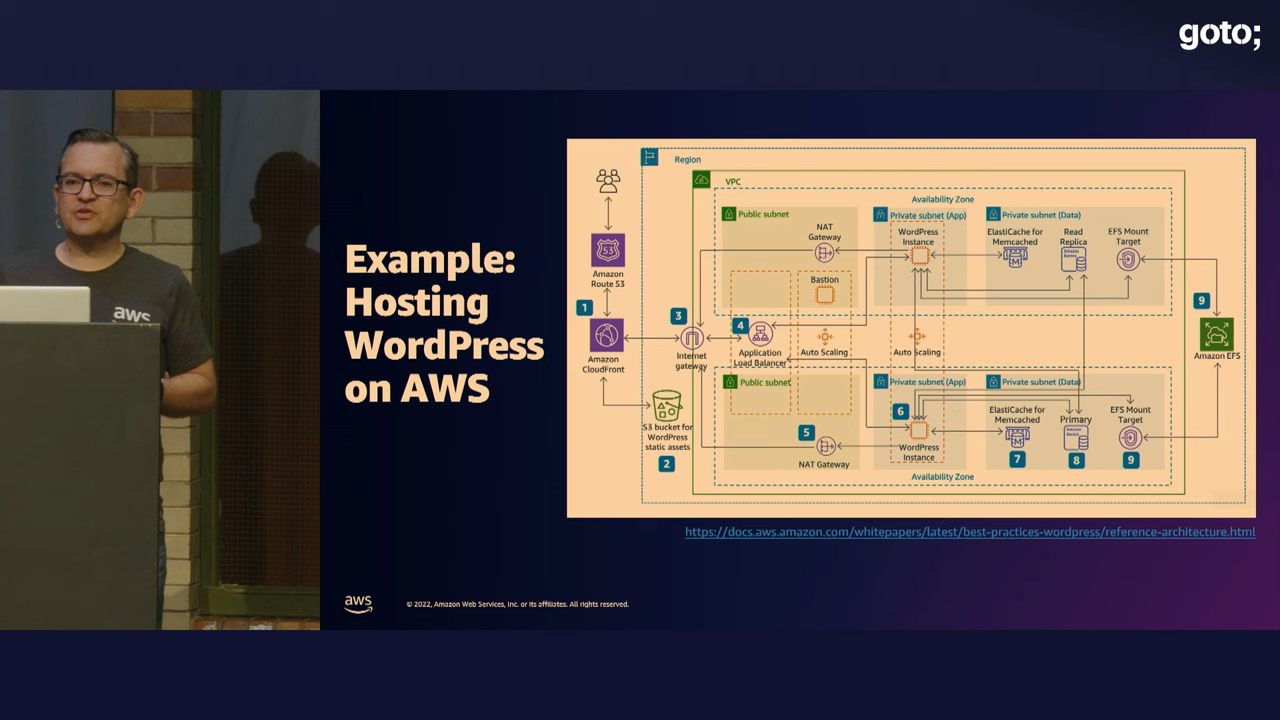 goto;
aws
Example:
Hosting
WordPress
on AWS
Region
VPC
Availability Zone
Public subnet
Private subnet (App)
Private subnet (Data)
NAT
Gateway
WordPress
Instance
ElastiCache for
Memcached
Read
Replica
EFS Mount
Target
53
Amazon
Route 53
Bastion
1
3
4
9
Amazon
CloudFront
Internet
gateway
Application
Load Balancer
Auto Scaling
Auto Scaling
Amazon EFS
Public subnet
Private subnet (App)
Private subnet (Data)
S3 bucket for
WordPress
static assets
2
5
NAT Gateway
6
WordPress
Instance
ElastiCache for
Memcached
7
Primary
8
EFS Mount
Target
9
Availability Zone
https://docs.aws.amazon.com/whitepapers/latest/best-practices-wordpress/reference-architecture.html
aws
© 2022, Amazon Web Services, Inc. or its affiliates. All rights reserved.